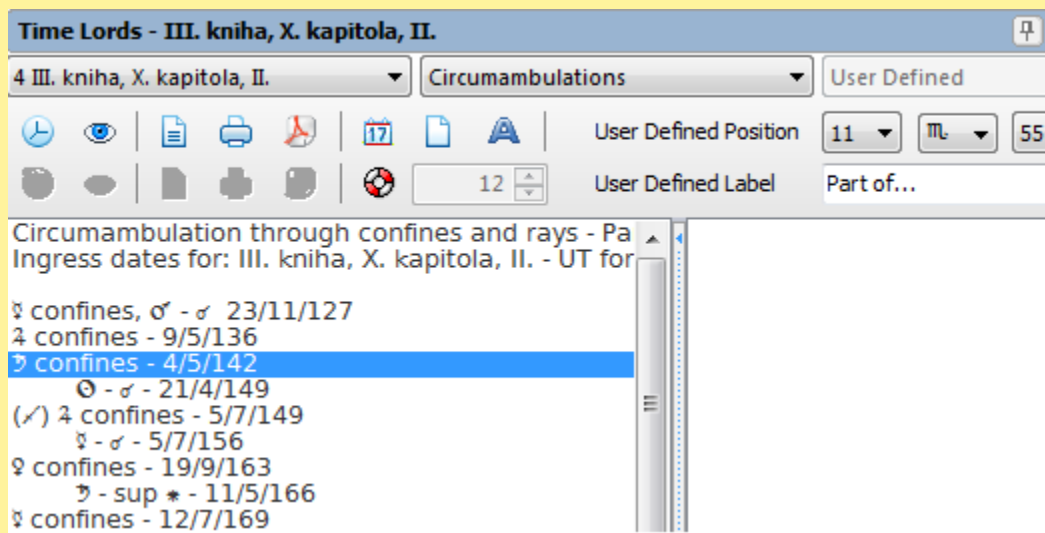 Time Lords - III. kniha, X. kapitola, II.
4 III. kniha, X. kapitola, II.
Circumambulations
User Defined
17
User Defined Position
11
♏
55
12
User Defined Label
Part of...
Circumambulation through confines and rays - Pa
Ingress dates for: III. kniha, X. kapitola, II. - UT for
☿ confines, ♂ - ☌ 23/11/127
♃ confines - 9/5/136
♄ confines - 4/5/142
☉ - ☌ - 21/4/149
(♐) ♃ confines - 5/7/149
☿ - ☌ - 5/7/156
♀ confines - 19/9/163
♄ - sup ⚹ - 11/5/166
☿ confines - 12/7/169